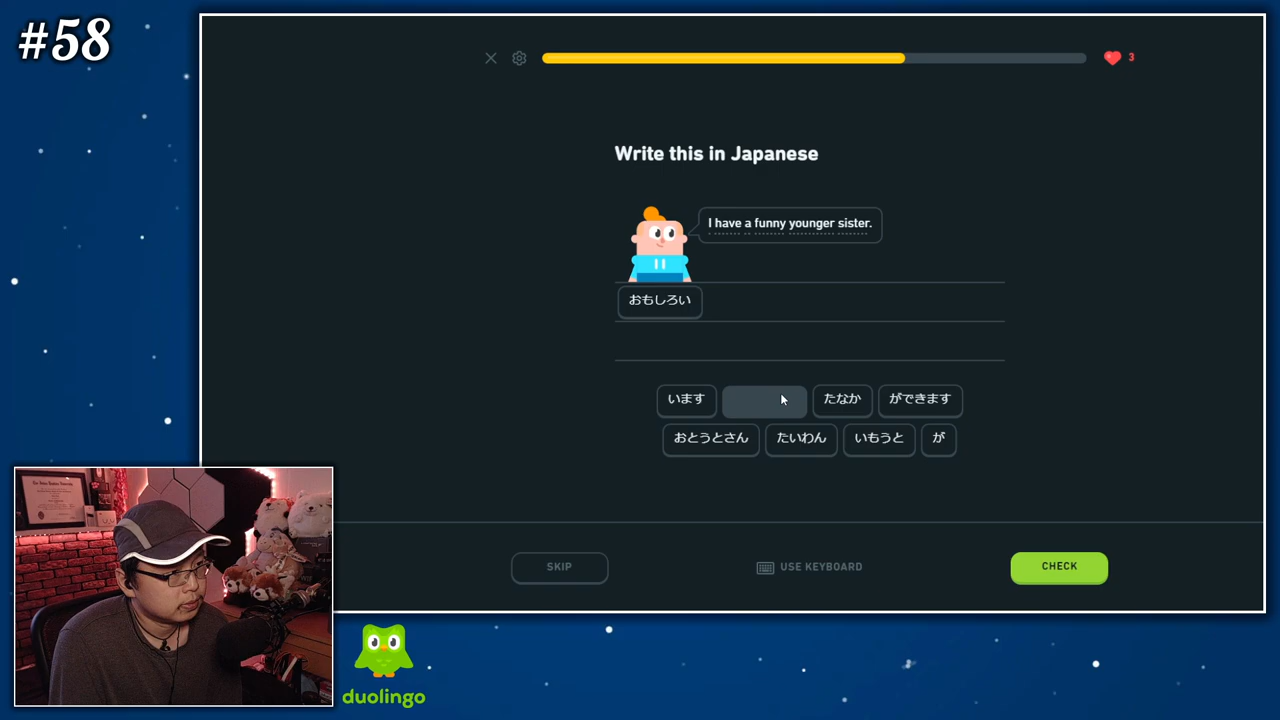 #58
3
Write this in Japanese
I have a funny younger sister.
おもしろい
います たなか ができます
おとうとさん たいわん いもうと が
SKIP USE KEYBOARD CHECK
duolingo